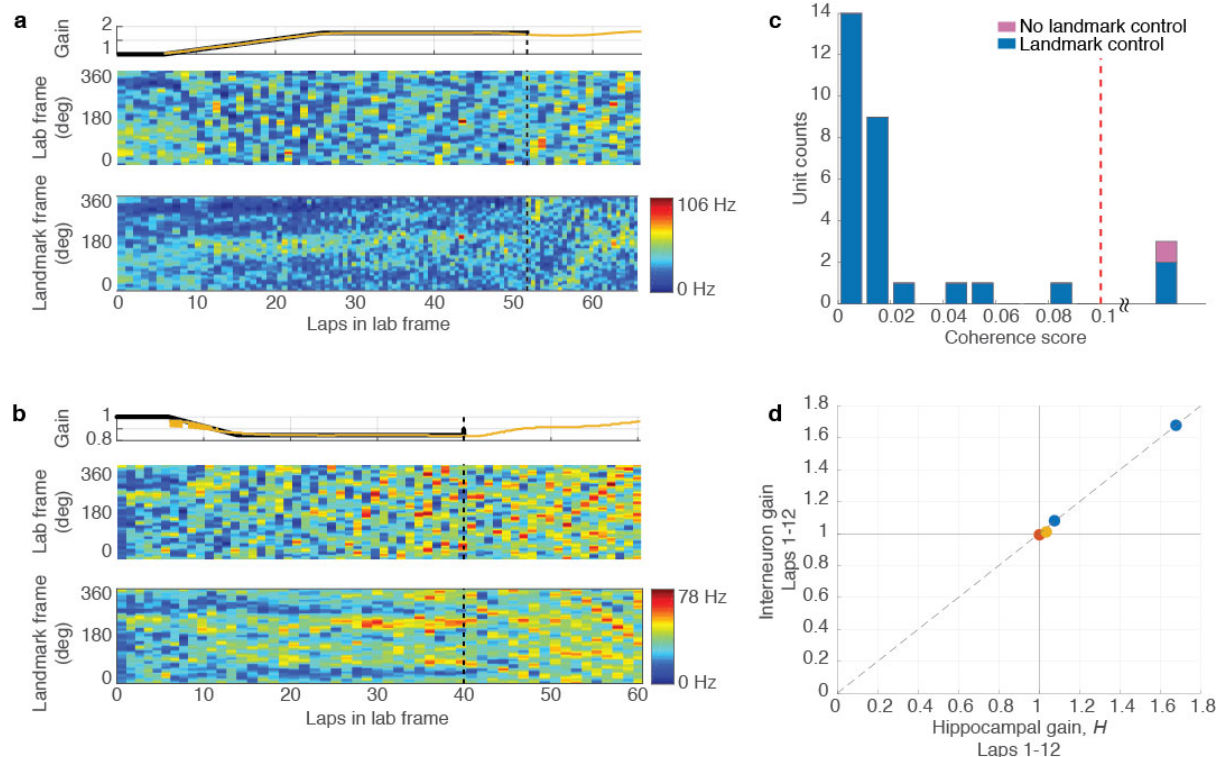 a
Gain
2
1
Lab frame
(deg)
360
180
0
Landmark frame
(deg)
360
180
0
106 Hz
0 Hz
0 10 20 30 40 50 60
Laps in lab frame
c
No landmark control
Landmark control
Unit counts
14
12
10
8
6
4
2
0
0 0.02 0.04 0.06 0.08 0.1
Coherence score
b
Gain
1
0.8
Lab frame
(deg)
360
180
0
Landmark frame
(deg)
360
180
0
78 Hz
0 Hz
0 10 20 30 40 50 60
Laps in lab frame
d
Interneuron gain
Laps 1-12
1.8
1.6
1.4
1.2
1
0.8
0.6
0.4
0.2
0
0 0.2 0.4 0.6 0.8 1 1.2 1.4 1.6 1.8
Hippocampal gain, H
Laps 1-12